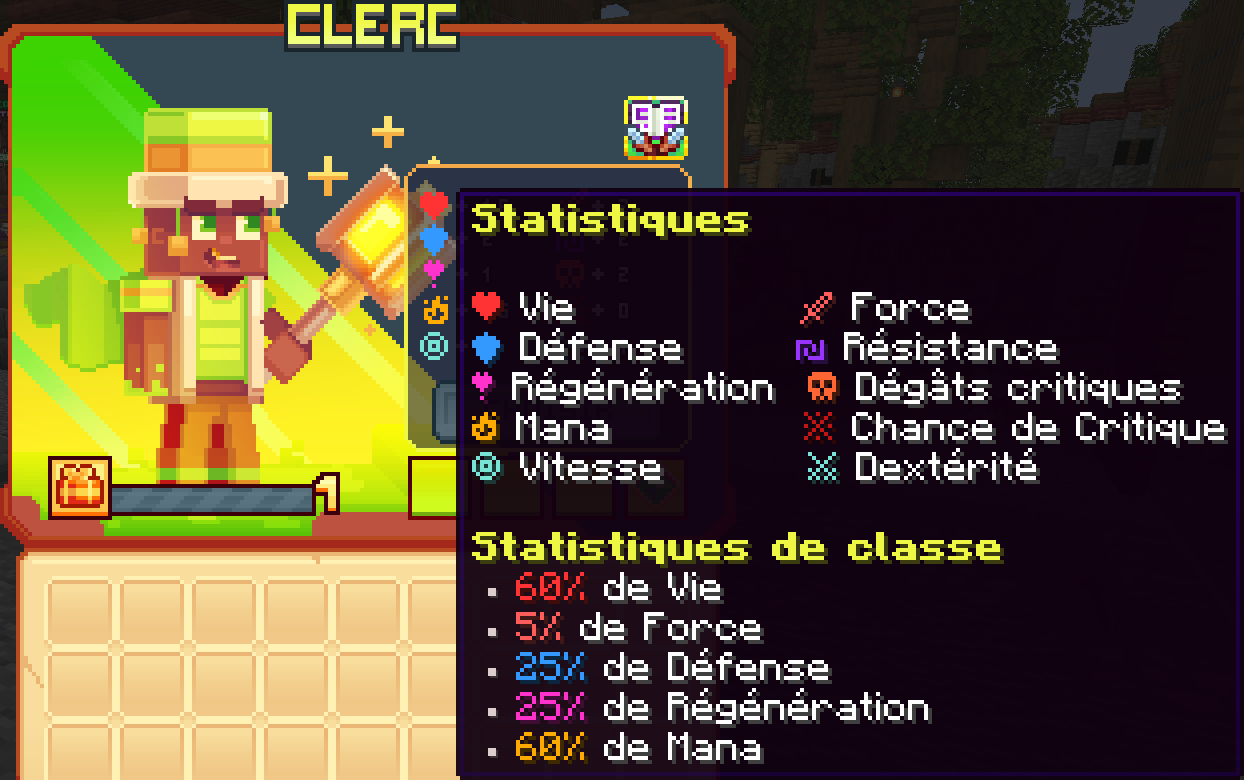 CLERC
Statistiques
Vie
Force
Défense
Résistance
Régénération
Dégâts critiques
Mana
Chance de Critique
Vitesse
Dextérité
1
Statistiques de classe
60% de Vie
5% de Force
25% de Défense
25% de Régénération
60% de Mana